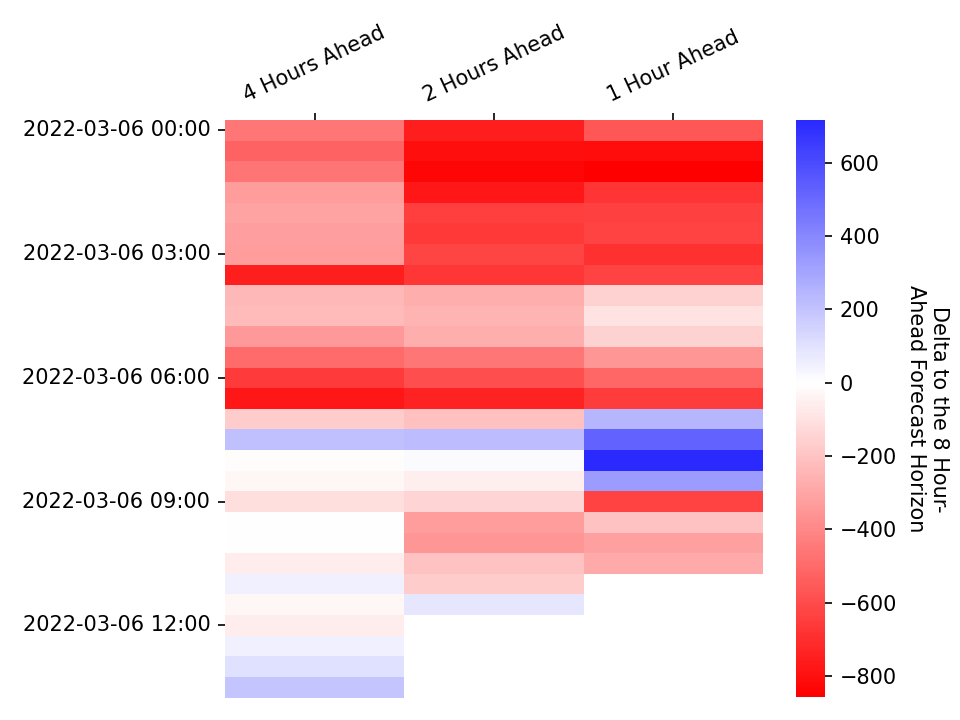 4 Hours Ahead
2 Hours Ahead
1 Hour Ahead
2022-03-06 00:00
2022-03-06 03:00
2022-03-06 06:00
2022-03-06 09:00
2022-03-06 12:00
600
400
200
0
−200
−400
−600
−800
Delta to the 8 Hour-
Ahead Forecast Horizon